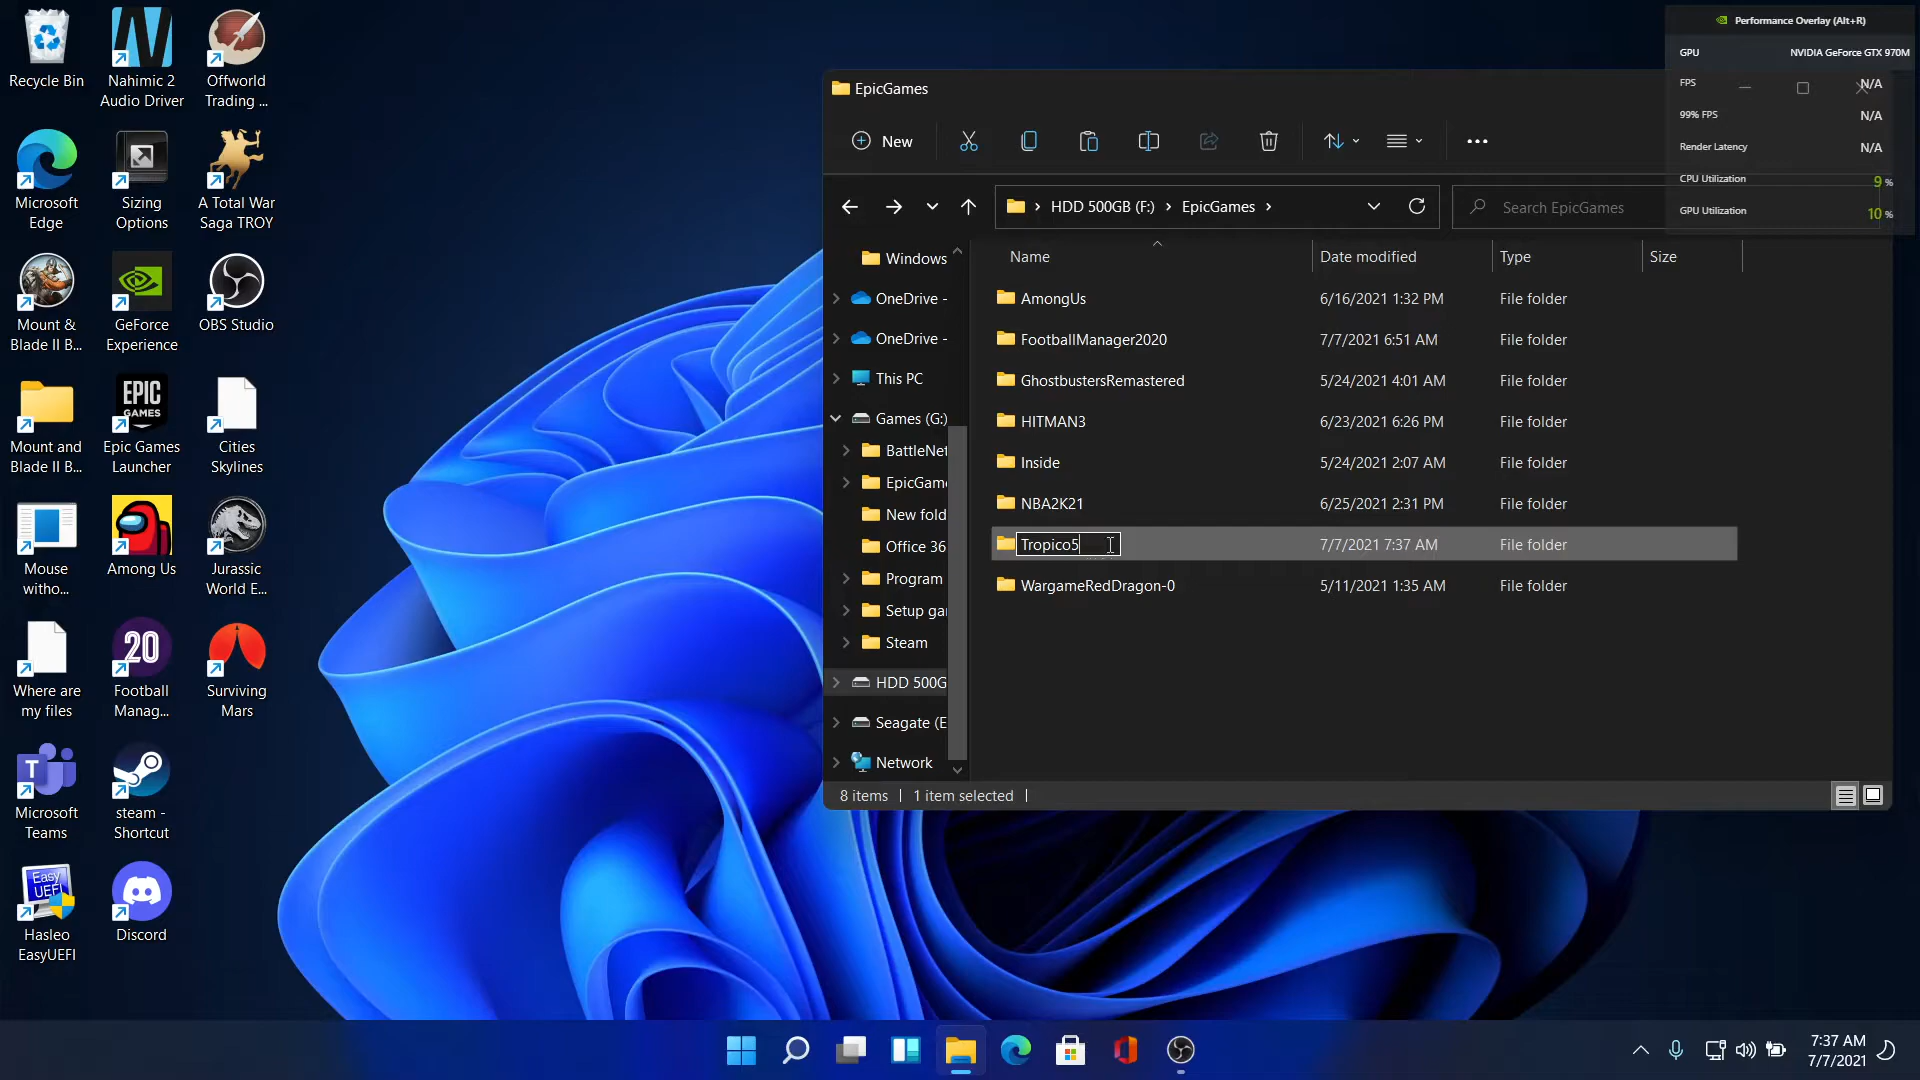 Recycle Bin
Nahimic 2
Audio Driver
Offworld
Trading ...
Microsoft
Edge
Sizing
Options
A Total War
Saga TROY
Mount &
Blade II B...
GeForce
Experience
OBS Studio
Mount and
Blade II B...
EPIC
GAMES
Epic Games
Launcher
Cities
Skylines
Mouse
witho...
Among Us
Jurassic
World E...
Where are
my files
20
Football
Manag...
Surviving
Mars
T
Microsoft
Teams
steam -
Shortcut
Easy
UEFI
Hasleo
EasyUEFI
Discord
EpicGames
New
HDD 500GB (F:) › EpicGames ›
Search EpicGames
Windows
OneDrive -
OneDrive -
This PC
Games (G:)
BattleNet
EpicGame
New fold
Office 36
Program
Setup gar
Steam
HDD 500G
Seagate (E
Network
Name Date modified Type Size
AmongUs 6/16/2021 1:32 PM File folder
FootballManager2020 7/7/2021 6:51 AM File folder
GhostbustersRemastered 5/24/2021 4:01 AM File folder
HITMAN3 6/23/2021 6:26 PM File folder
Inside 5/24/2021 2:07 AM File folder
NBA2K21 6/25/2021 2:31 PM File folder
Tropico5 7/7/2021 7:37 AM File folder
WargameRedDragon-0 5/11/2021 1:35 AM File folder
8 items | 1 item selected |
Performance Overlay (Alt+R)
GPU NVIDIA GeForce GTX 970M
FPS N/A
99% FPS N/A
Render Latency N/A
CPU Utilization 9 %
GPU Utilization 10 %
7:37 AM
7/7/2021